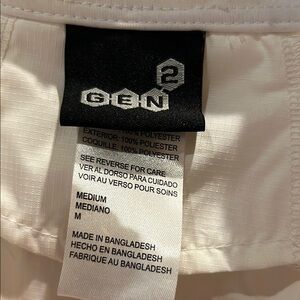 GEN 2
EXTERIOR: 100% POLYESTER
COQUILLE: 100% POLYESTER
SEE REVERSE FOR CARE
VER AL DORSO PARA CUIDADO
VOIR AU VERSO POUR SOINS
MEDIUM
MEDIANO
M
MADE IN BANGLADESH
HECHO EN BANGLADESH
FABRIQUE AU BANGLADESH